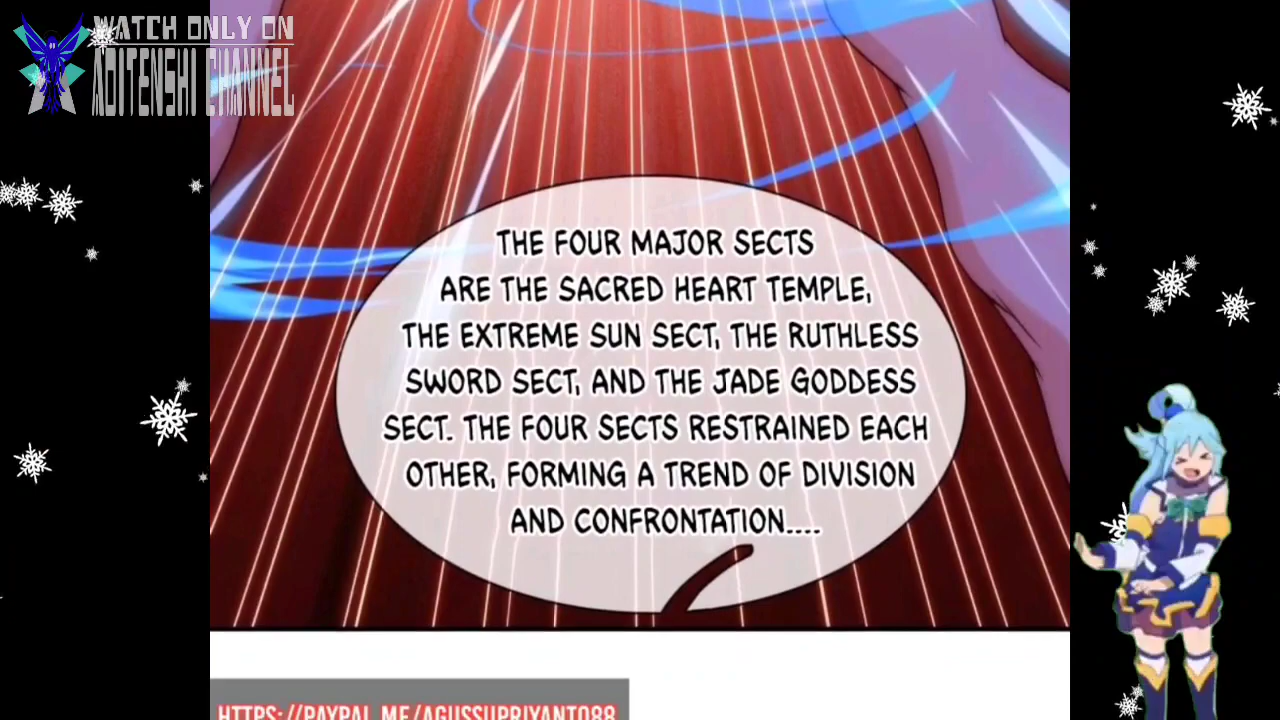 WATCH ONLY ON
AOITENSHI CHANNEL
THE FOUR MAJOR SECTS
ARE THE SACRED HEART TEMPLE,
THE EXTREME SUN SECT, THE RUTHLESS
SWORD SECT, AND THE JADE GODDESS
SECT. THE FOUR SECTS RESTRAINED EACH
OTHER, FORMING A TREND OF DIVISION
AND CONFRONTATION....
HTTPS://PAYPAL.ME/AGUSSUPRIYANTO88